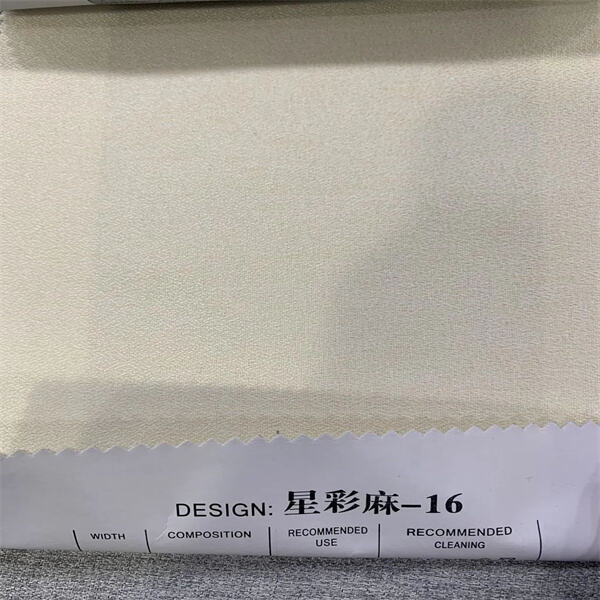 DESIGN: 星彩麻-16
WIDTH COMPOSITION RECOMMENDED USE RECOMMENDED CLEANING